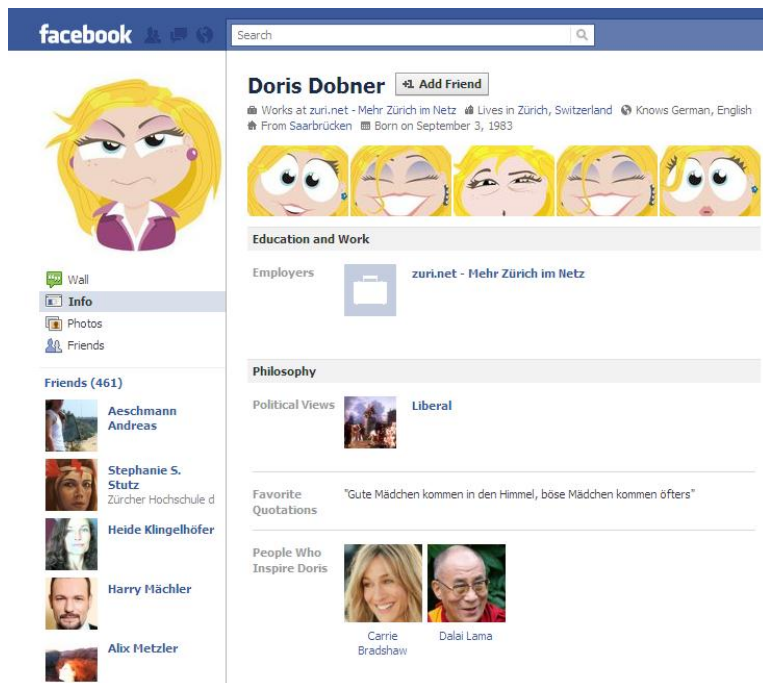 facebook
Search
Doris Dobner
+1 Add Friend
Works at zuri.net - Mehr Zürich im Netz Lives in Zürich, Switzerland Knows German, English
From Saarbrücken Born on September 3, 1983
Wall
Info
Photos
Friends
Friends (461)
Aeschmann
Andreas
Stephanie S.
Stutz
Zürcher Hochschule d
Heide Klingelhöfer
Harry Mächler
Alix Metzler
Education and Work
Employers
zuri.net - Mehr Zürich im Netz
Philosophy
Political Views
Liberal
Favorite
Quotations
"Gute Mädchen kommen in den Himmel, böse Mädchen kommen öfters"
People Who
Inspire Doris
Carrie
Bradshaw
Dalai Lama